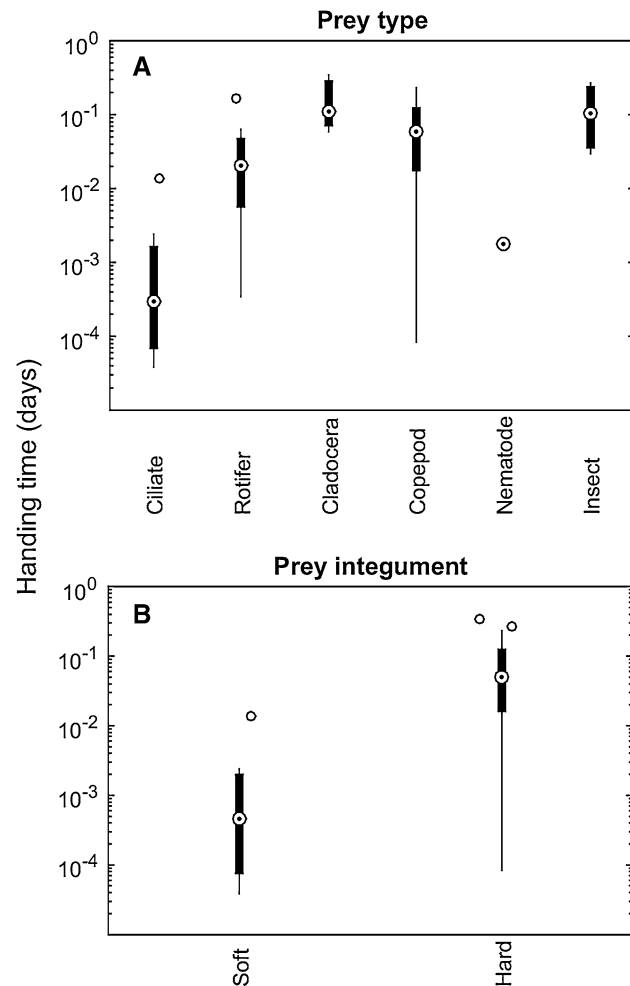 Prey type
A
10^0
10^-1
10^-2
10^-3
10^-4
Handing time (days)
Ciliate
Rotifer
Cladocera
Copepod
Nematode
Insect
Prey integument
B
10^0
10^-1
10^-2
10^-3
10^-4
Soft
Hard